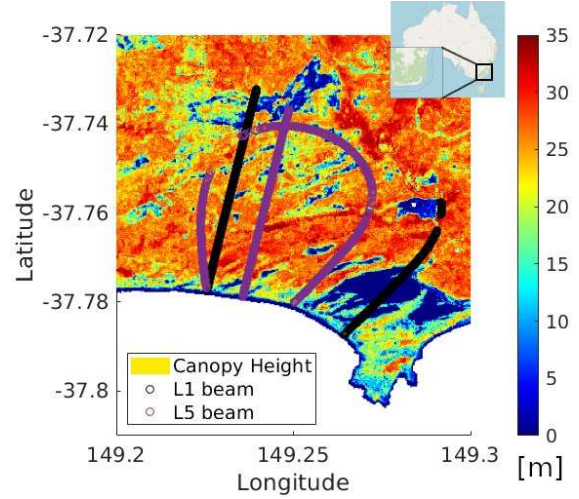 -37.72
-37.74
-37.76
-37.78
-37.8
Latitude
149.2
149.25
149.3
Longitude
Canopy Height
L1 beam
L5 beam
35
30
25
20
15
10
5
0
[m]